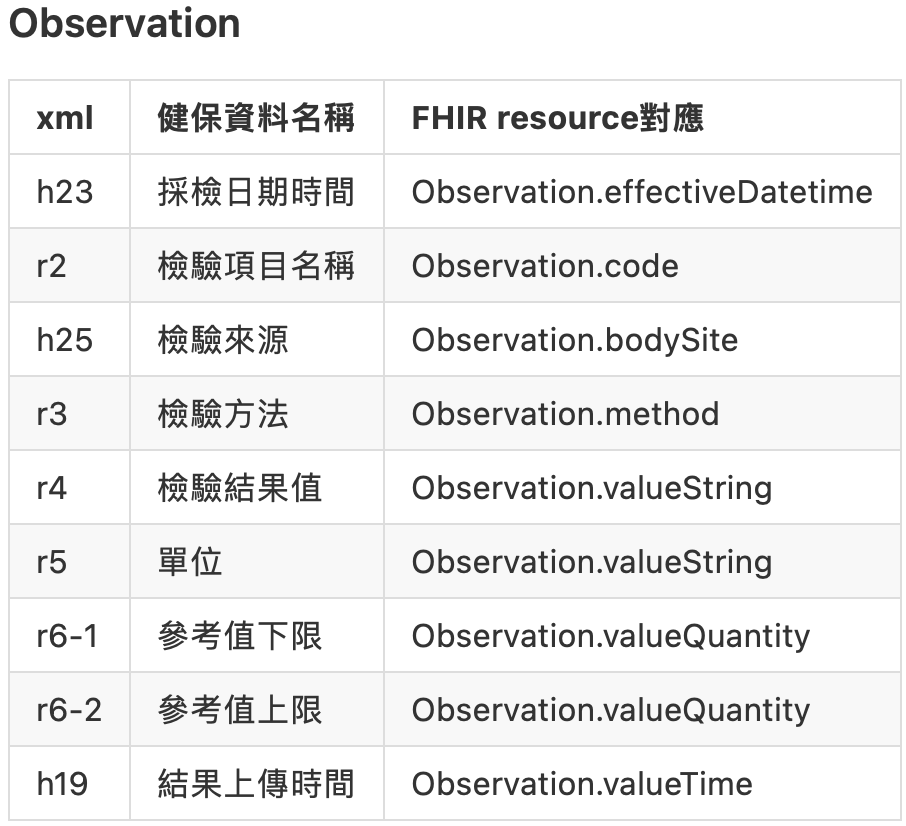 Observation
xml 健保資料名稱 FHIR resource對應
h23 採檢日期時間 Observation.effectiveDatetime
r2 檢驗項目名稱 Observation.code
h25 檢驗來源 Observation.bodySite
r3 檢驗方法 Observation.method
r4 檢驗結果值 Observation.valueString
r5 單位 Observation.valueString
r6-1 參考值下限 Observation.valueQuantity
r6-2 參考值上限 Observation.valueQuantity
h19 結果上傳時間 Observation.valueTime